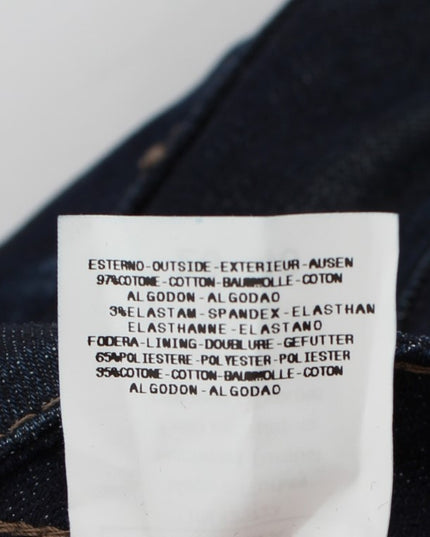 ESTERNO-OUTSIDE-EXTERIEUR-AUSEN
97%COTONE-COTTON-BAUMWOLLE-COTON
ALGODON-ALGODAO
3%ELASTAM-SPANDEX-ELASTHAN
ELASTHANNE-ELASTANO
FODERA-LINING-DOUBLURE-GEFUTTER
65%POLIESTERE-POLYESTER-POLIESTER
35%COTONE-COTTON-BAUMWOLLE-COTON
ALGODON-ALGODAO